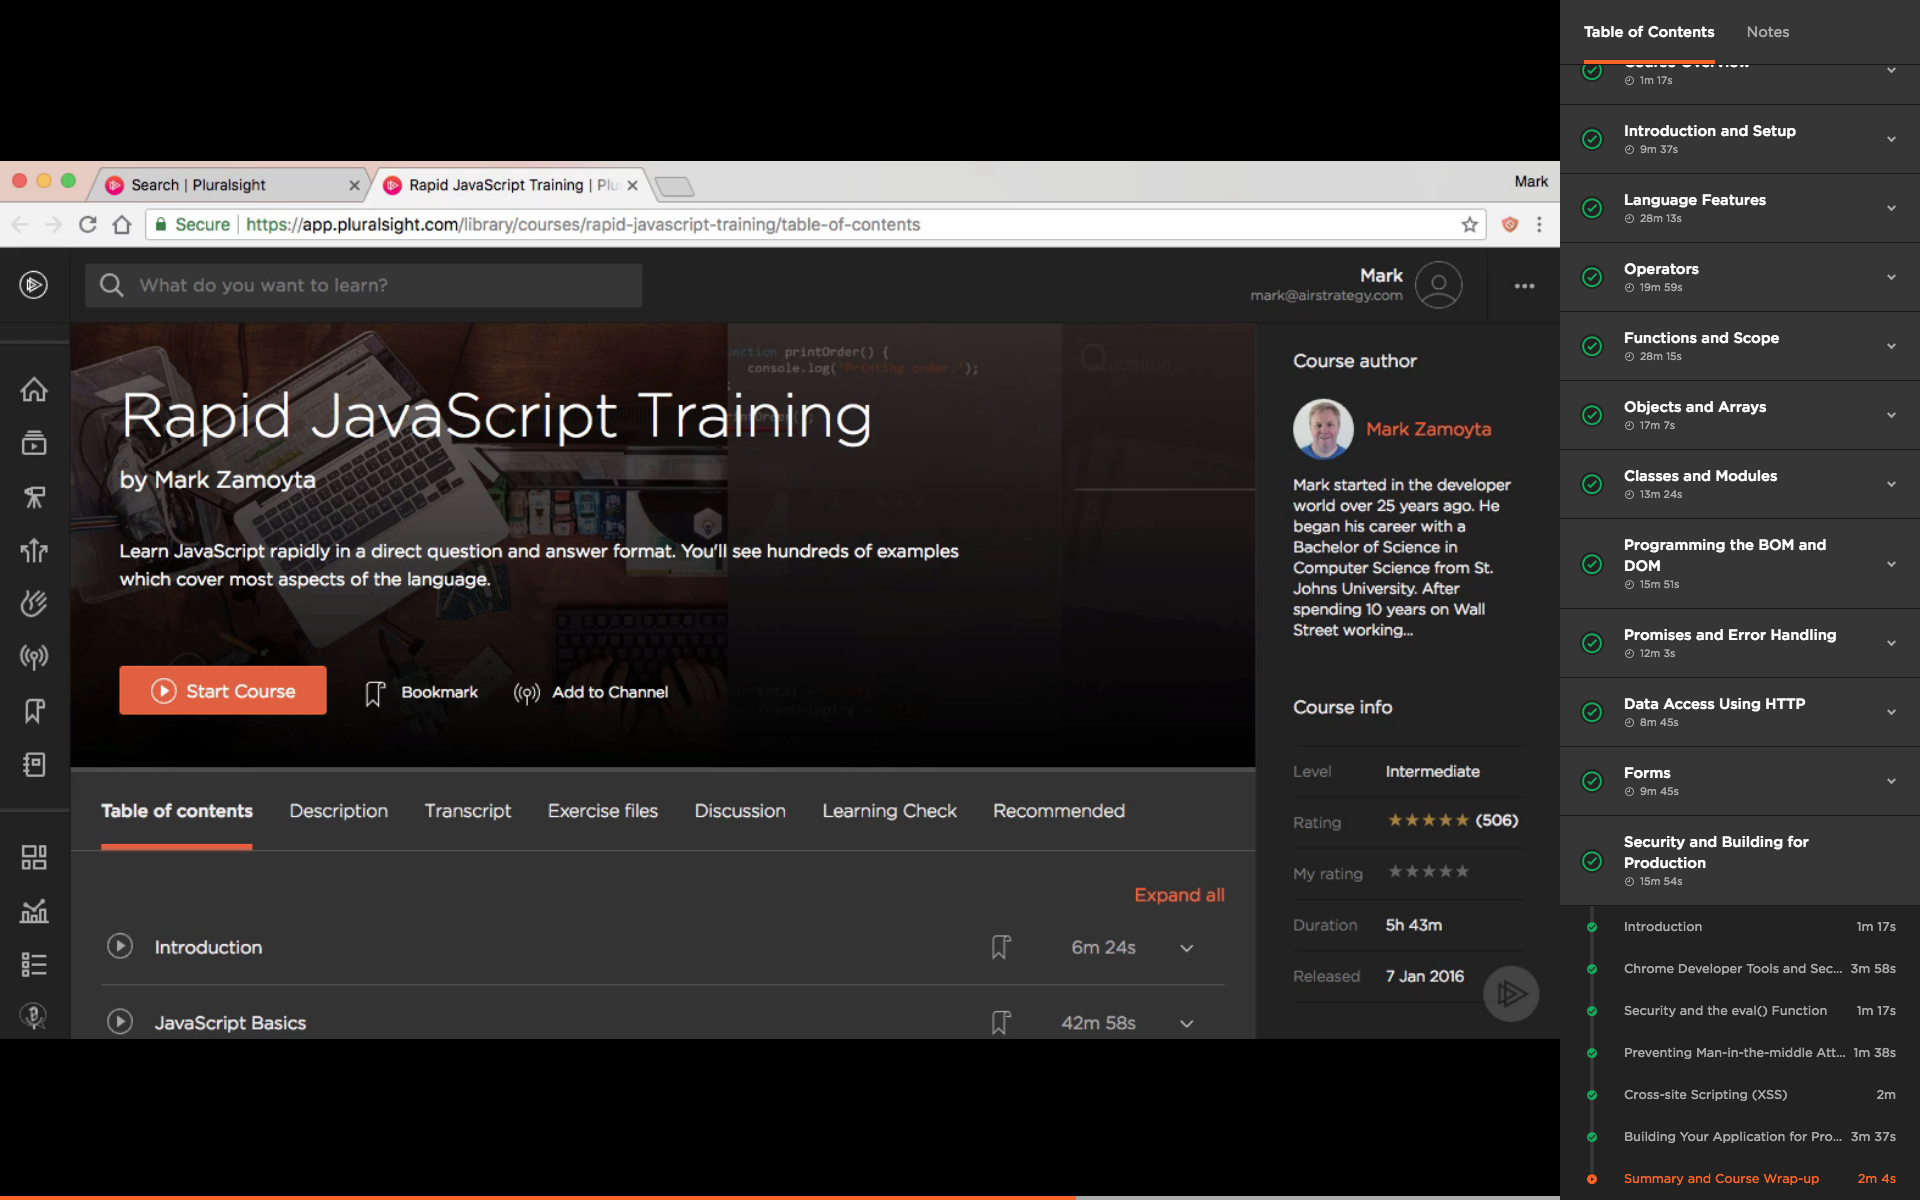 Search | Pluralsight
Rapid JavaScript Training | Plu
Mark
Secure
https://app.pluralsight.com/library/courses/rapid-javascript-training/table-of-contents
What do you want to learn?
Mark
mark@airstrategy.com
Rapid JavaScript Training
by Mark Zamoyta
Learn JavaScript rapidly in a direct question and answer format. You'll see hundreds of examples
which cover most aspects of the language.
Start Course
Bookmark
Add to Channel
printOrder() {
console.log('Printing order.');
Question
Course author
Mark Zamoyta
Mark started in the developer
world over 25 years ago. He
began his career with a
Bachelor of Science in
Computer Science from St.
Johns University. After
spending 10 years on Wall
Street working...
Course info
Level Intermediate
Rating (506)
My rating
Duration 5h 43m
Released 7 Jan 2016
Table of contents
Description
Transcript
Exercise files
Discussion
Learning Check
Recommended
Expand all
Introduction 6m 24s
JavaScript Basics 42m 58s
Table of Contents
Notes
Course Overview
1m 17s
Introduction and Setup
9m 37s
Language Features
28m 13s
Operators
19m 59s
Functions and Scope
28m 15s
Objects and Arrays
17m 7s
Classes and Modules
13m 24s
Programming the BOM and
DOM
15m 51s
Promises and Error Handling
12m 3s
Data Access Using HTTP
8m 45s
Forms
9m 45s
Security and Building for
Production
15m 54s
Introduction 1m 17s
Chrome Developer Tools and Sec... 3m 58s
Security and the eval() Function 1m 17s
Preventing Man-in-the-middle Att... 1m 38s
Cross-site Scripting (XSS) 2m
Building Your Application for Pro... 3m 37s
Summary and Course Wrap-up 2m 4s